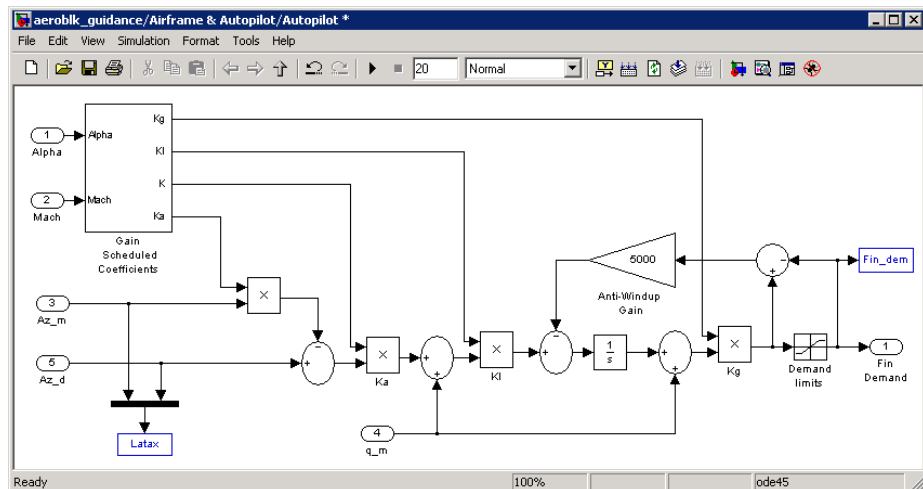 aeroblk_guidance/Airframe & Autopilot/Autopilot *
File Edit View Simulation Format Tools Help
20 Normal
1
Alpha
2
Mach
Alpha
Mach
Kg
KI
K
Ka
Gain
Scheduled
Coefficients
3
Az_m
5
Az_d
Latax
×
×
Ka
×
KI
4
q_m
5000
Anti-Windup
Gain
1
s
×
Kg
Demand
limits
Fin_dem
1
Fin
Demand
Ready 100% ode45